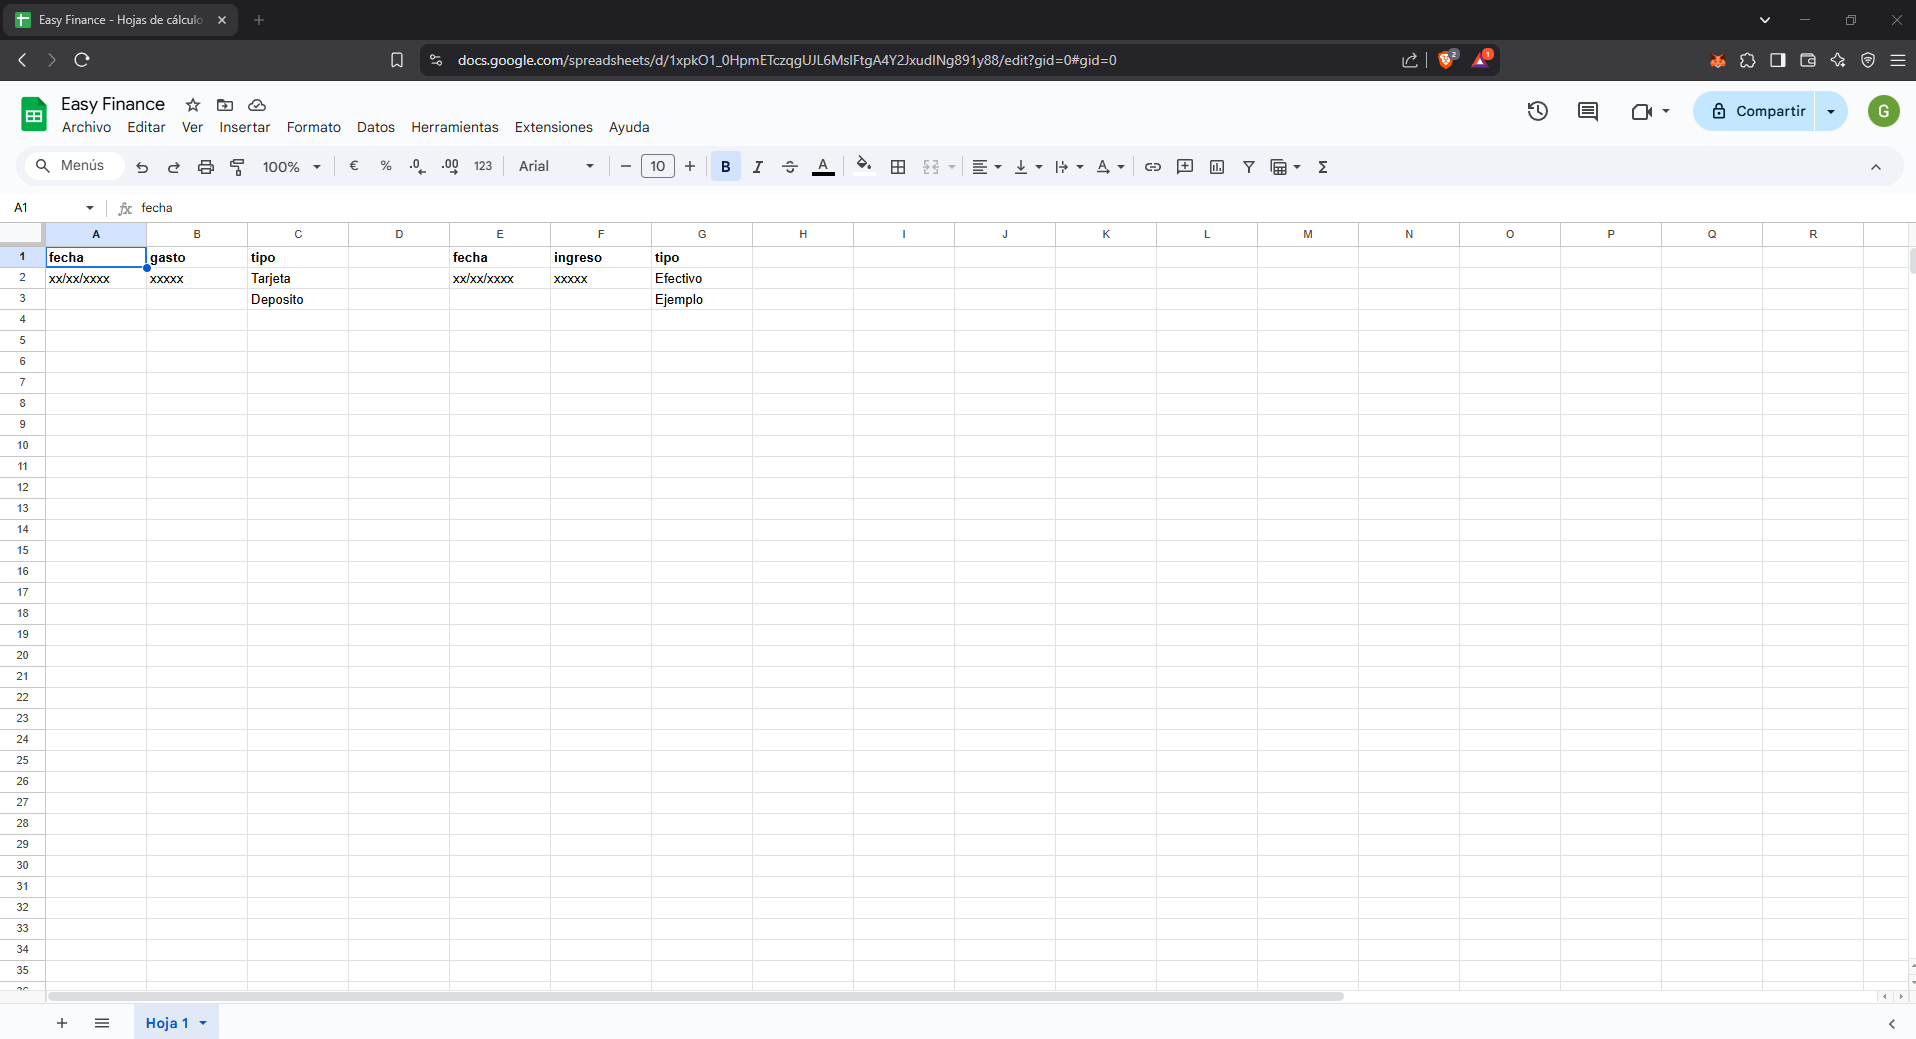 Easy Finance - Hojas de cálculo
docs.google.com/spreadsheets/d/1xpkO1_0HpmETczqgUJL6MsIFtgA4Y2JxudINg891y88/edit?gid=0#gid=0
2
1
Easy Finance
Archivo Editar Ver Insertar Formato Datos Herramientas Extensiones Ayuda
Compartir
G
Menús 100% € % .0 .00 123 Arial 10 B I A Σ
A1 fx fecha
A B C D E F G H I J K L M N O P Q R
1 fecha gasto tipo fecha ingreso tipo
2 xx/xx/xxxx xxxxx Tarjeta xx/xx/xxxx xxxxx Efectivo
3 Deposito Ejemplo
4
5
6
7
8
9
10
11
12
13
14
15
16
17
18
19
20
21
22
23
24
25
26
27
28
29
30
31
32
33
34
35
Hoja 1